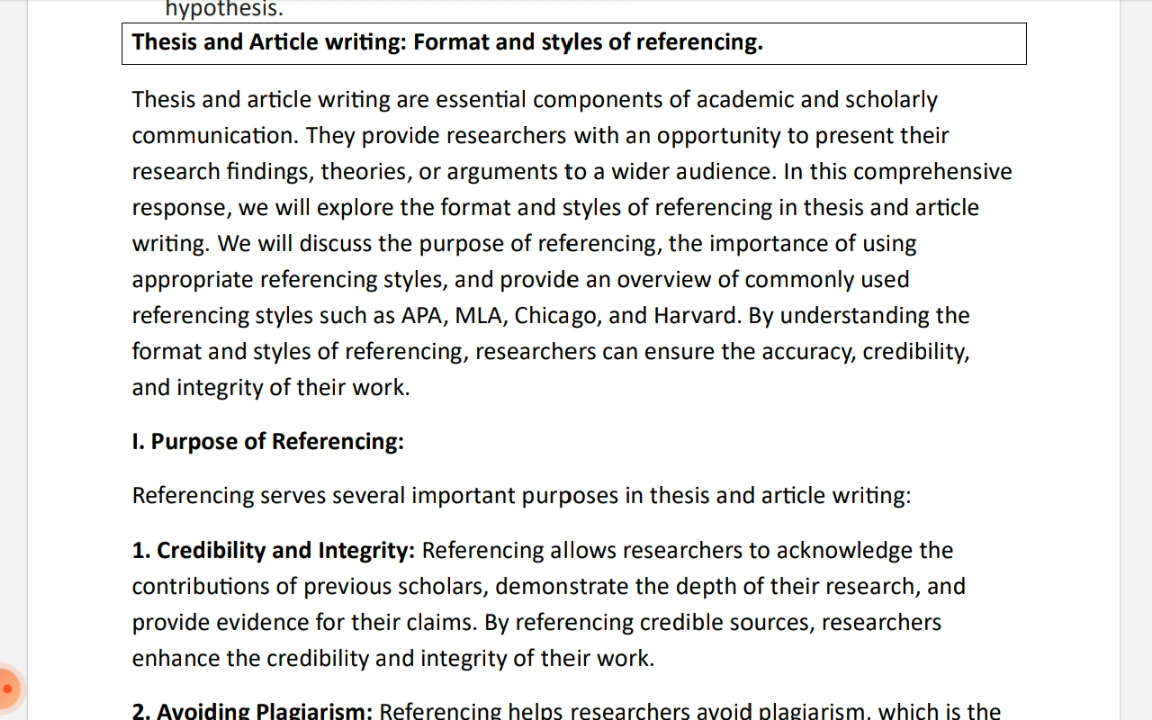 hypothesis.
Thesis and Article writing: Format and styles of referencing.
Thesis and article writing are essential components of academic and scholarly
communication. They provide researchers with an opportunity to present their
research findings, theories, or arguments to a wider audience. In this comprehensive
response, we will explore the format and styles of referencing in thesis and article
writing. We will discuss the purpose of referencing, the importance of using
appropriate referencing styles, and provide an overview of commonly used
referencing styles such as APA, MLA, Chicago, and Harvard. By understanding the
format and styles of referencing, researchers can ensure the accuracy, credibility,
and integrity of their work.
I. Purpose of Referencing:
Referencing serves several important purposes in thesis and article writing:
1. Credibility and Integrity: Referencing allows researchers to acknowledge the
contributions of previous scholars, demonstrate the depth of their research, and
provide evidence for their claims. By referencing credible sources, researchers
enhance the credibility and integrity of their work.
2. Avoiding Plagiarism: Referencing helps researchers avoid plagiarism, which is the